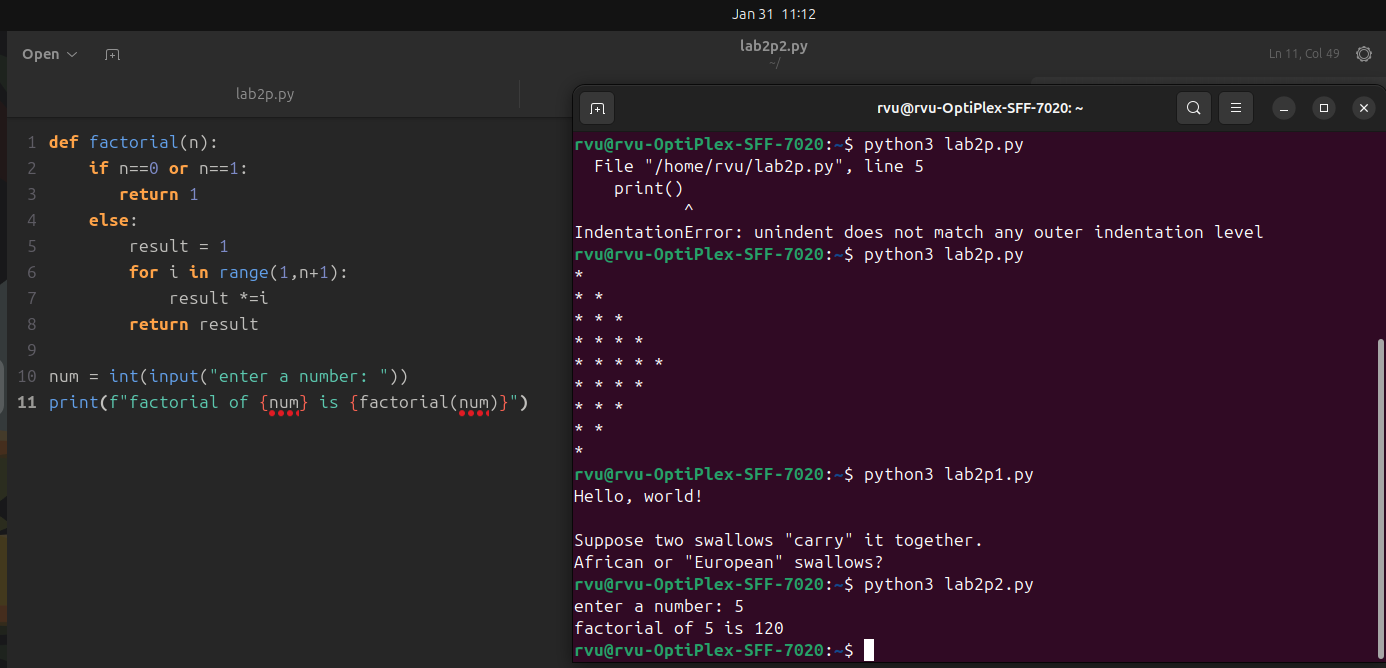 Jan 31 11:12
Open
lab2p2.py
~/
Ln 11, Col 49
lab2p.py
1 def factorial(n):
2     if n==0 or n==1:
3        return 1
4     else:
5         result = 1
6         for i in range(1,n+1):
7             result *=i
8         return result
9
10 num = int(input("enter a number: "))
11 print(f"factorial of {num} is {factorial(num)}")
rvu@rvu-OptiPlex-SFF-7020: ~
rvu@rvu-OptiPlex-SFF-7020:~$ python3 lab2p.py
  File "/home/rvu/lab2p.py", line 5
    print()
           ^
IndentationError: unindent does not match any outer indentation level
rvu@rvu-OptiPlex-SFF-7020:~$ python3 lab2p.py
*
* *
* * *
* * * *
* * * * *
* * * *
* * *
* *
*
rvu@rvu-OptiPlex-SFF-7020:~$ python3 lab2p1.py
Hello, world!

Suppose two swallows "carry" it together.
African or "European" swallows?
rvu@rvu-OptiPlex-SFF-7020:~$ python3 lab2p2.py
enter a number: 5
factorial of 5 is 120
rvu@rvu-OptiPlex-SFF-7020:~$